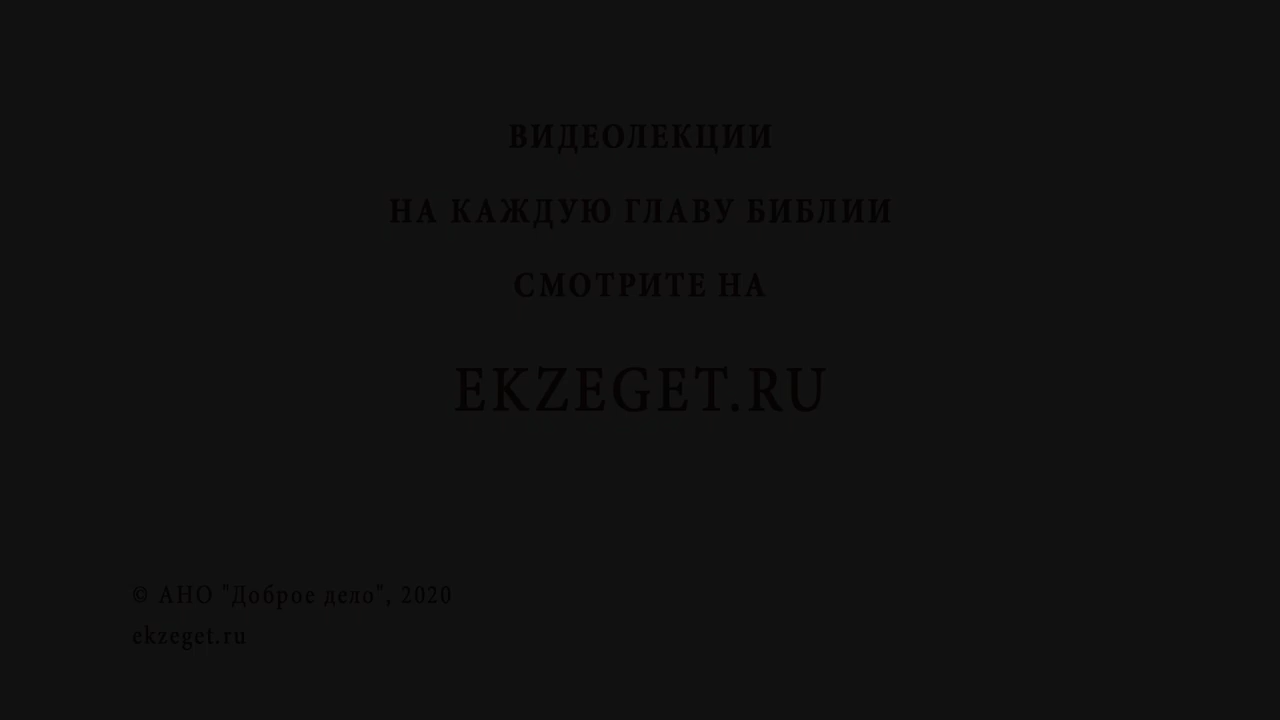 ВИДЕОЛЕКЦИИ
НА КАЖДУЮ ГЛАВУ БИБЛИИ
СМОТРИТЕ НА
EKZEGET.RU
© АНО "Доброе дело", 2020
ekzeget.ru